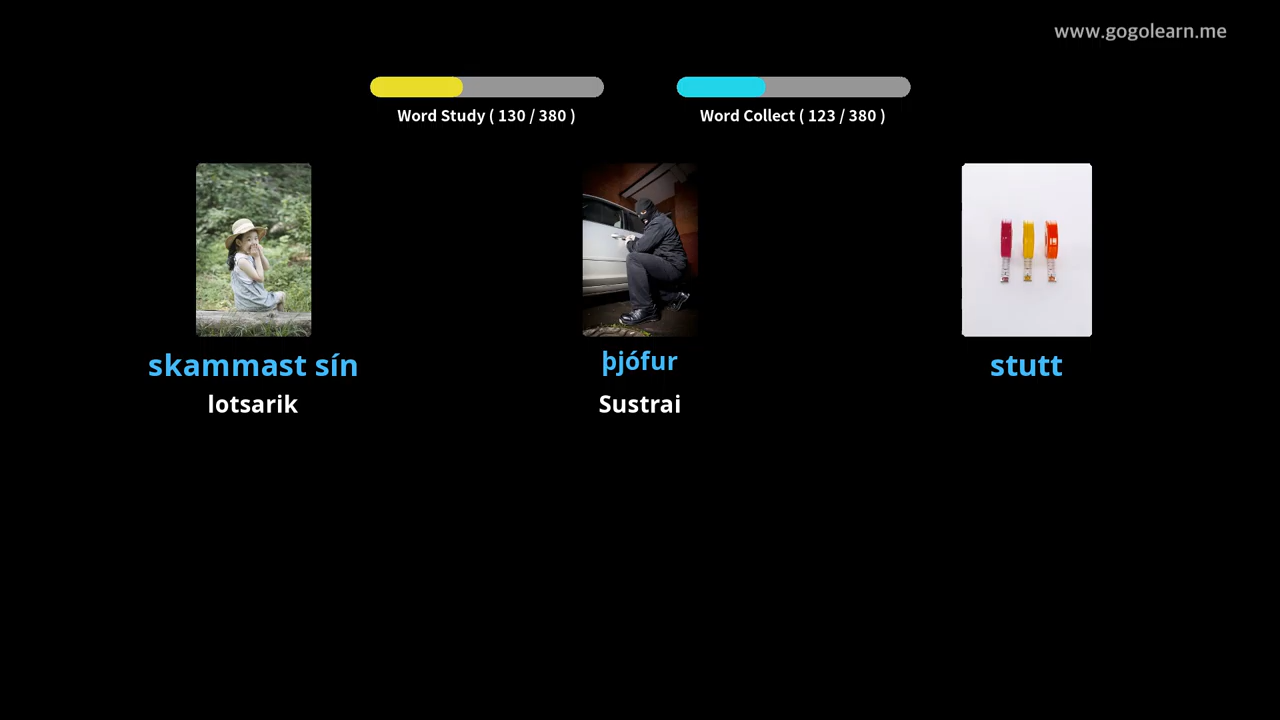 www.gogolearn.me
Word Study ( 130 / 380 )
Word Collect ( 123 / 380 )
skammast sín
lotsarik
þjófur
Sustrai
stutt